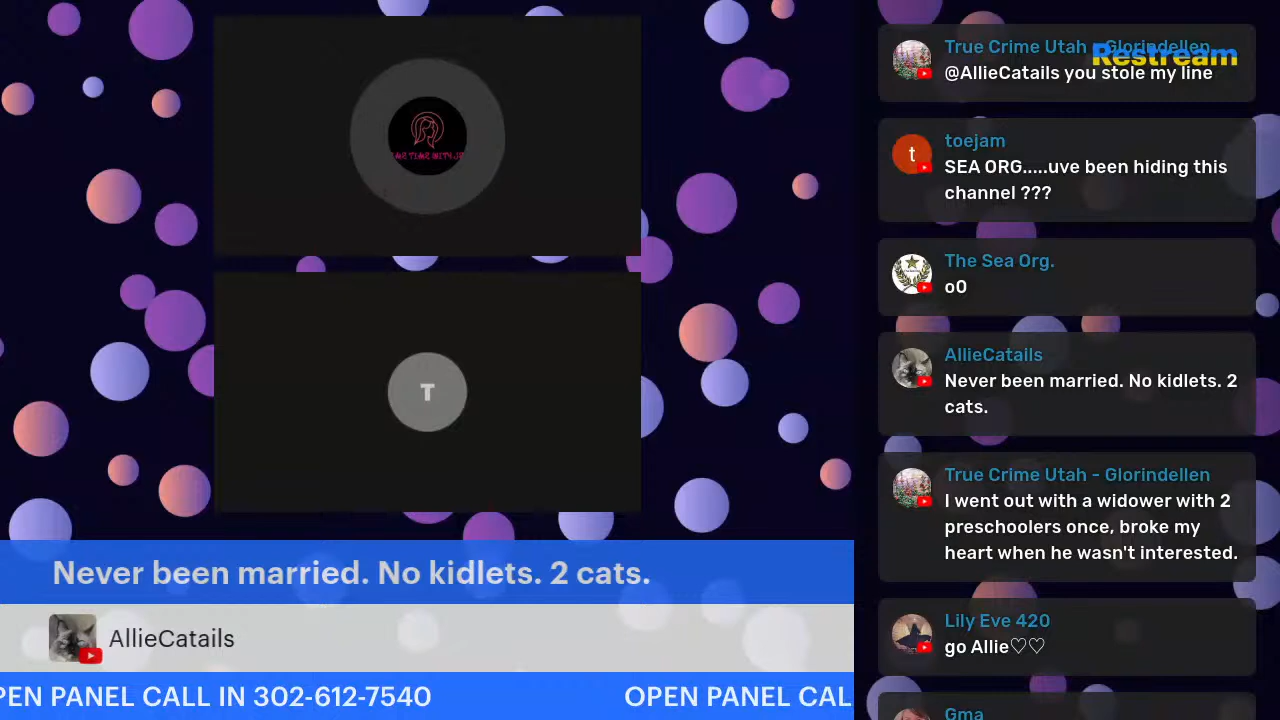 T
Never been married. No kidlets. 2 cats.
AllieCatails
PEN PANEL CALL IN 302-612-7540
OPEN PANEL CAL
True Crime Utah - Glorindellen
Restream
@AllieCatails you stole my line
t
toejam
SEA ORG.....uve been hiding this
channel ???
The Sea Org.
oO
AllieCatails
Never been married. No kidlets. 2
cats.
True Crime Utah - Glorindellen
I went out with a widower with 2
preschoolers once, broke my
heart when he wasn't interested.
Lily Eve 420
go Allie♡♡
Gma